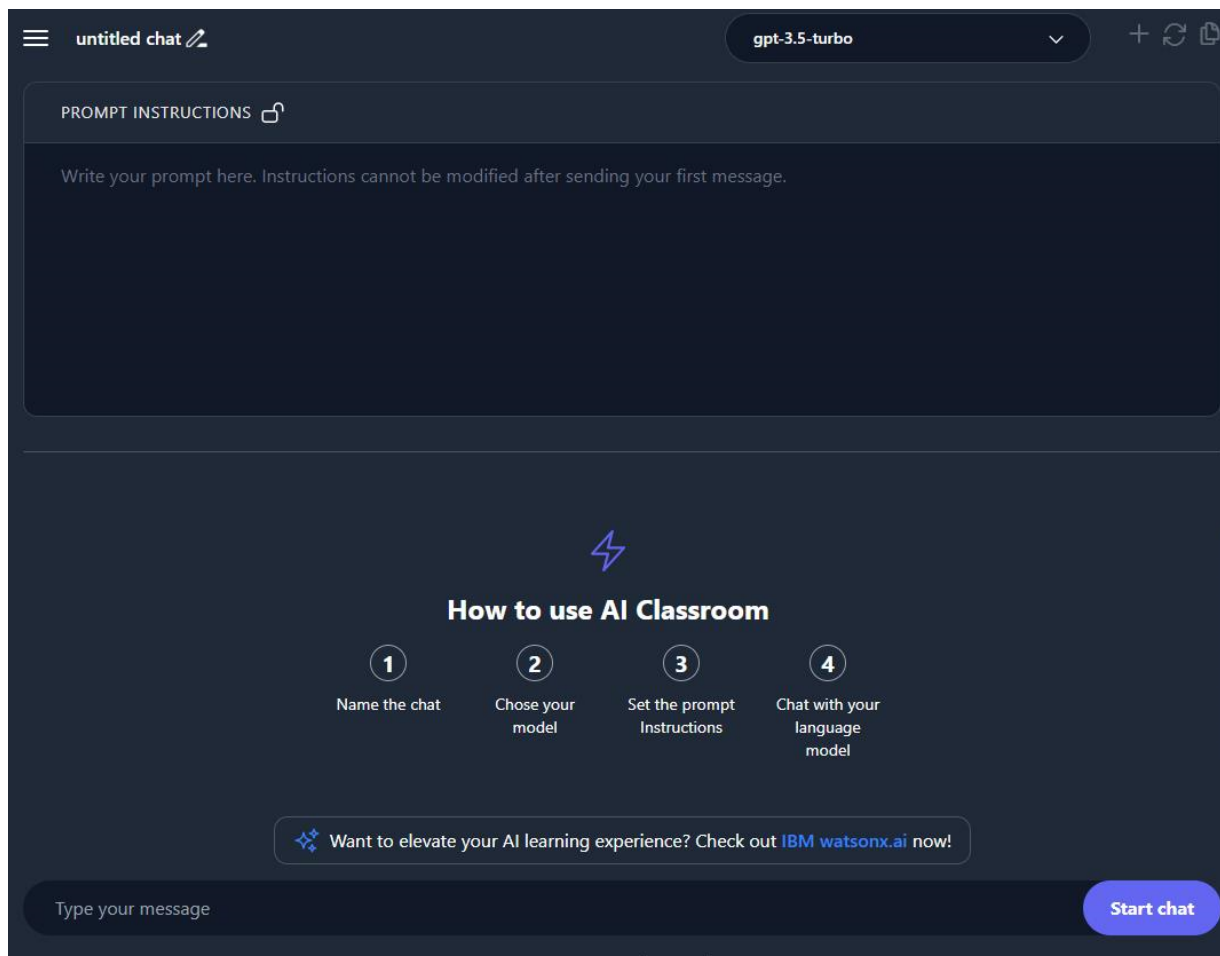 untitled chat
gpt-3.5-turbo
PROMPT INSTRUCTIONS
Write your prompt here. Instructions cannot be modified after sending your first message.
How to use AI Classroom
1
Name the chat
2
Chose your
model
3
Set the prompt
Instructions
4
Chat with your
language
model
Want to elevate your AI learning experience? Check out IBM watsonx.ai now!
Type your message
Start chat